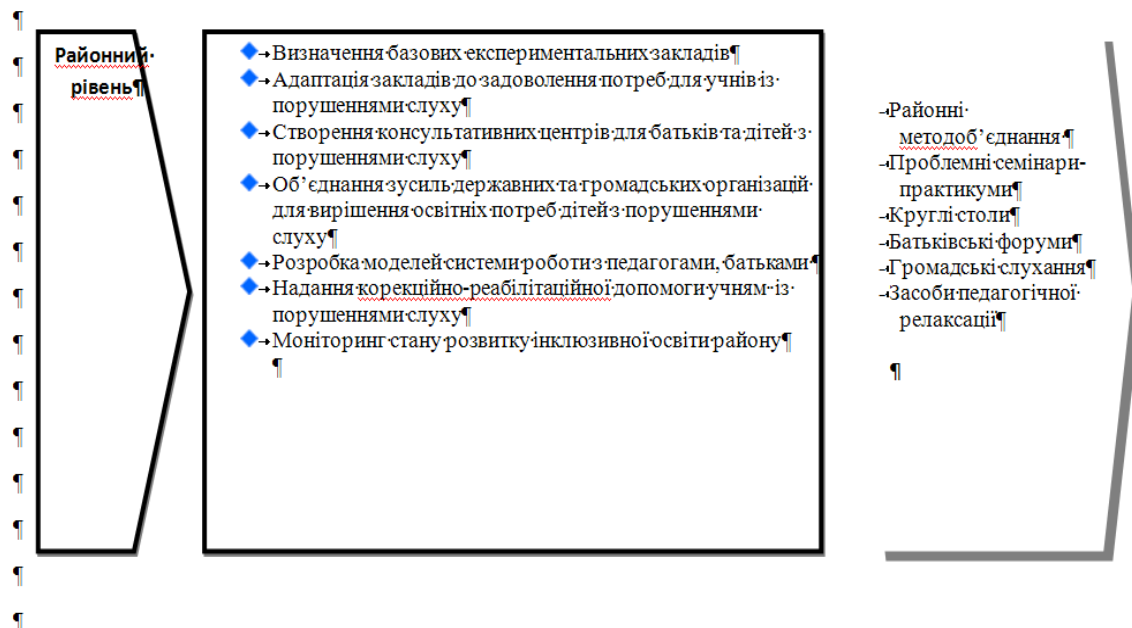 Районний
рівень
Визначення базових експериментальних закладів
Адаптація закладів до задоволення потреб для учнів із
порушеннями слуху
Створення консультативних центрів для батьків та дітей з
порушеннями слуху
Об’єднання зусиль державних та громадських організацій
для вирішення освітніх потреб дітей з порушеннями
слуху
Розробка моделей системи роботи з педагогами, батьками
Надання корекційно-реабілітаційної допомоги учням із
порушеннями слуху
Моніторинг стану розвитку інклюзивної освіти району
Районні
методоб’єднання
Проблемні семінари-
практикуми
Круглі столи
Батьківські форуми
Громадські слухання
Засоби педагогічної
релаксації